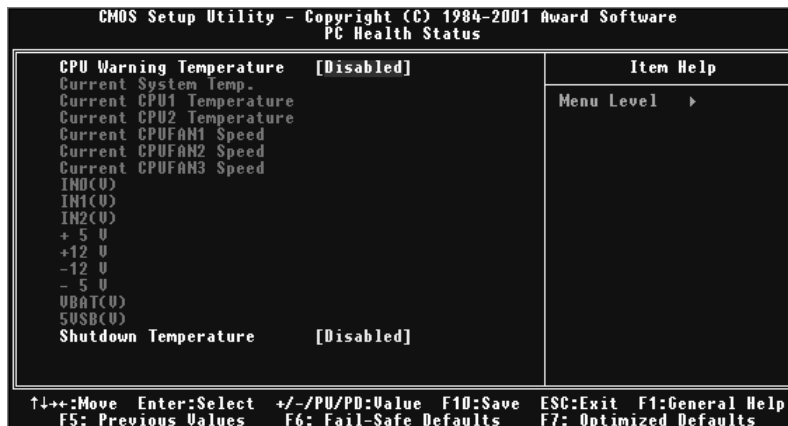 CMOS Setup Utility - Copyright (C) 1984-2001 Award Software
PC Health Status
CPU Warning Temperature [Disabled]
Current System Temp.
Current CPU1 Temperature
Current CPU2 Temperature
Current CPUFAN1 Speed
Current CPUFAN2 Speed
Current CPUFAN3 Speed
IN0(V)
IN1(V)
IN2(V)
+ 5 V
+12 V
-12 V
- 5 V
VBAT(V)
5VSB(V)
Shutdown Temperature [Disabled]
Item Help
Menu Level ▸
↑↓→←:Move Enter:Select +/-/PU/PD:Value F10:Save ESC:Exit F1:General Help
F5: Previous Values F6: Fail-Safe Defaults F7: Optimized Defaults